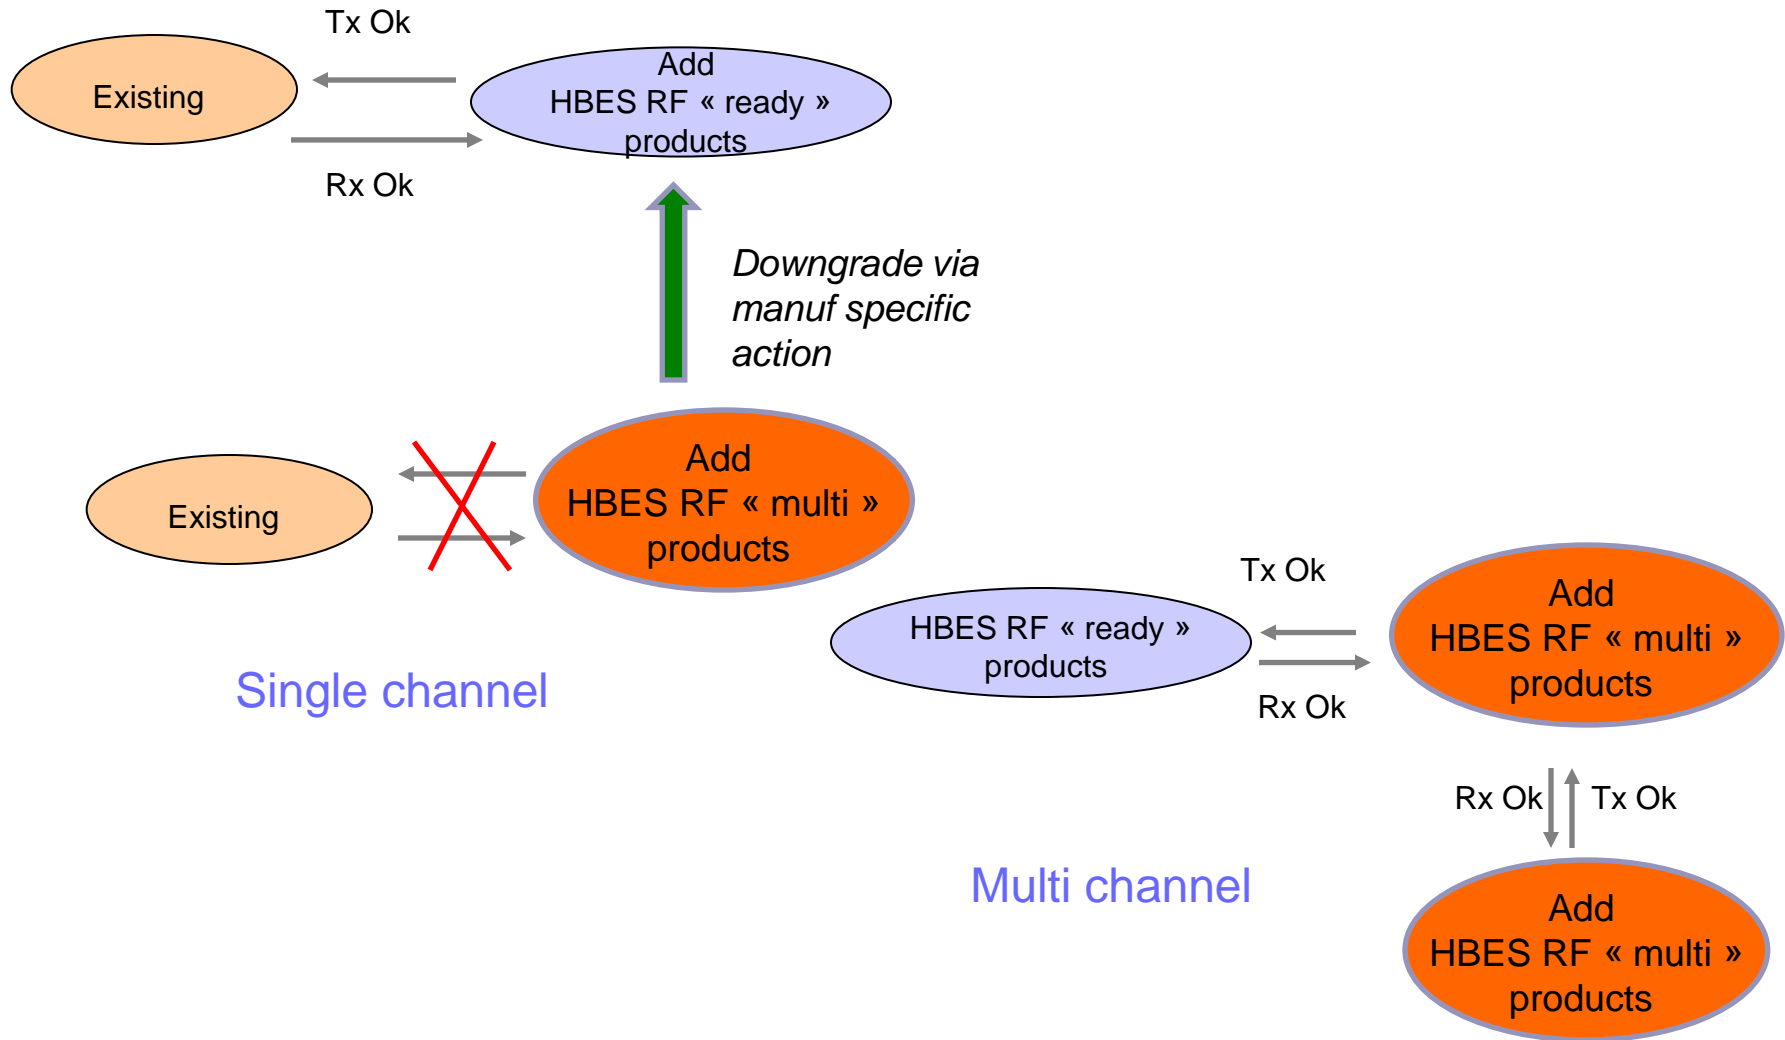 Tx Ok
Existing
Add
HBES RF « ready »
products
Rx Ok
Downgrade via
manuf specific
action
Existing
Add
HBES RF « multi »
products
Single channel
HBES RF « ready »
products
Tx Ok
Rx Ok
Add
HBES RF « multi »
products
Rx Ok
Tx Ok
Multi channel
Add
HBES RF « multi »
products